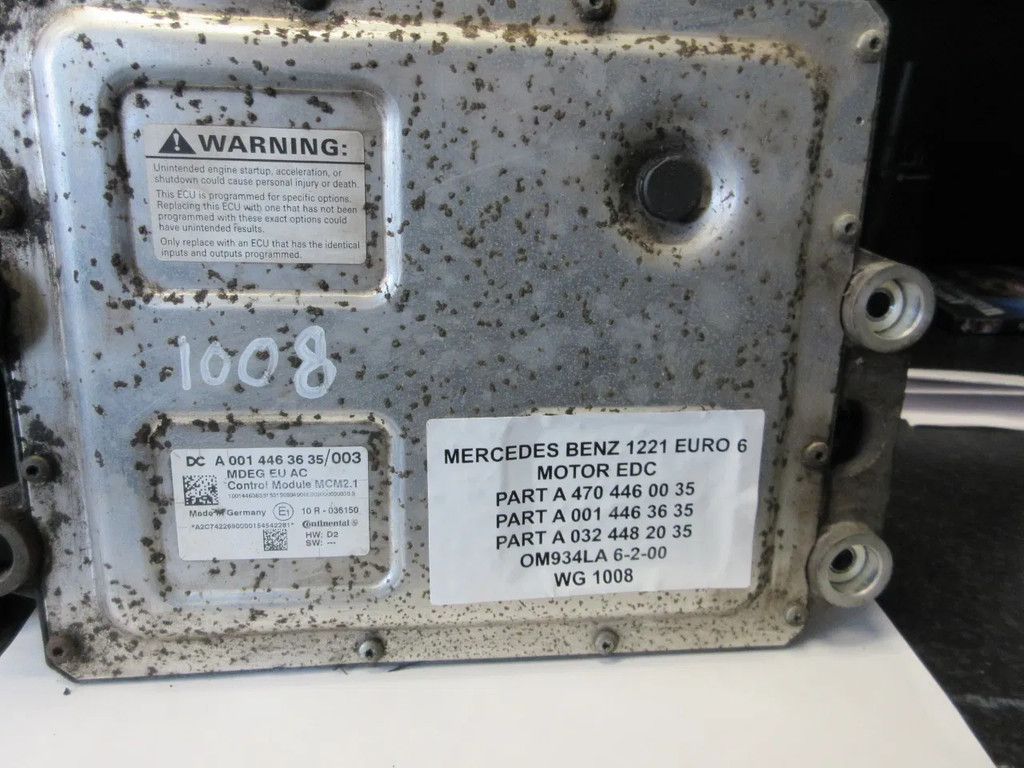 WARNING:
Unintended engine startup, acceleration, or
shutdown could cause personal injury or death.
This ECU is programmed for specific options.
Replacing this ECU with one that has not been
programmed with these exact options could
have unintended results.
Only replace with an ECU that has the identical
inputs and outputs programmed.
1008
DC A 001 446 36 35/003
MDEG EU AC
Control Module MCM2.1
Made in Germany E1 10 R - 036150
*A2C7422690000154542281* Continental
HW: D2
SW: ---
MERCEDES BENZ 1221 EURO 6
MOTOR EDC
PART A 470 446 00 35
PART A 001 446 36 35
PART A 032 448 20 35
OM934LA 6-2-00
WG 1008